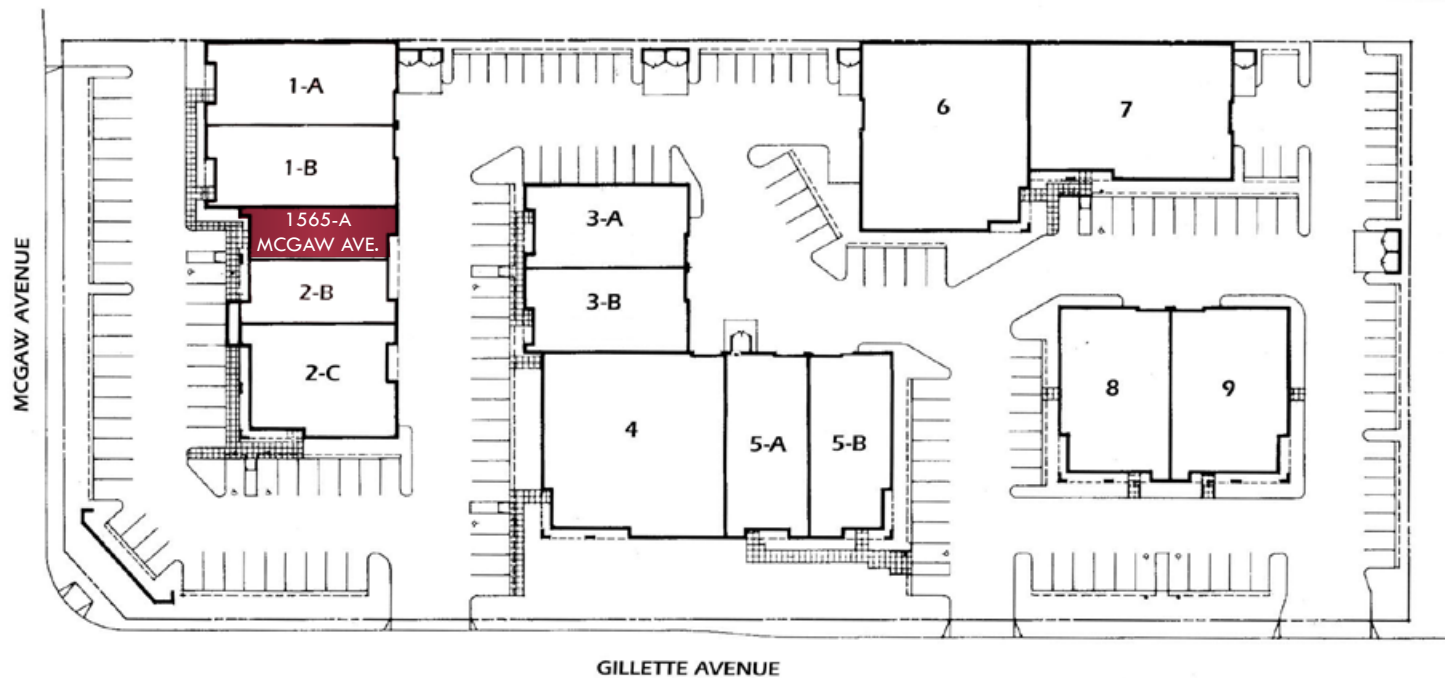 1-A
1-B
1565-A
MCGAW AVE.
2-B
2-C
3-A
3-B
4
5-A
5-B
6
7
8
9
MCGAW AVENUE
GILLETTE AVENUE